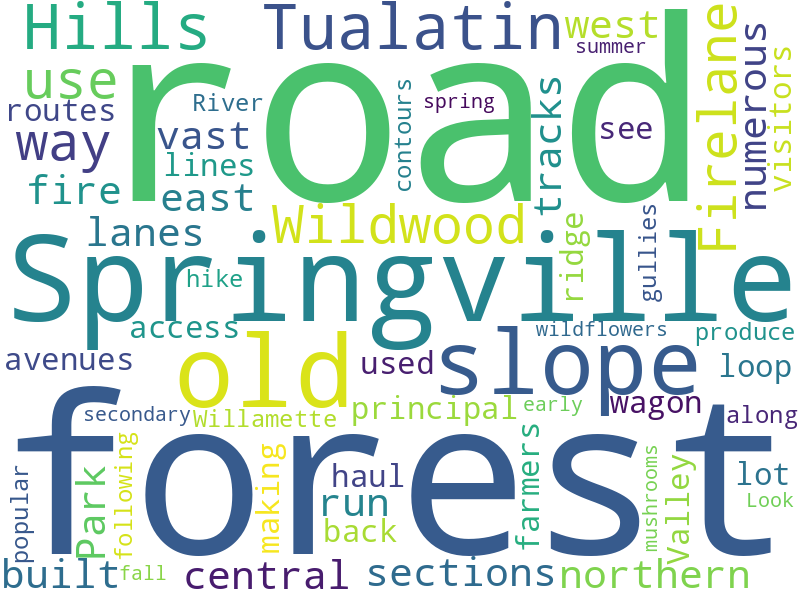 Hills
Tualatin
west
summer
road
use
routes
River
contours
spring
way
vast
lines
fire
east
tracks
see
Firelane
numerous
visitors
lanes
Wildwood
ridge
gullies
Springville
hike
access
wildflowers
produce
avenues
old
used
slope
loop
secondary
Willamette
principal
early
wagon
along
forest
popular
Park
following
making
haul
run
back
farmers
mushrooms
Valley
lot
Look
built
fall
central
sections
northern